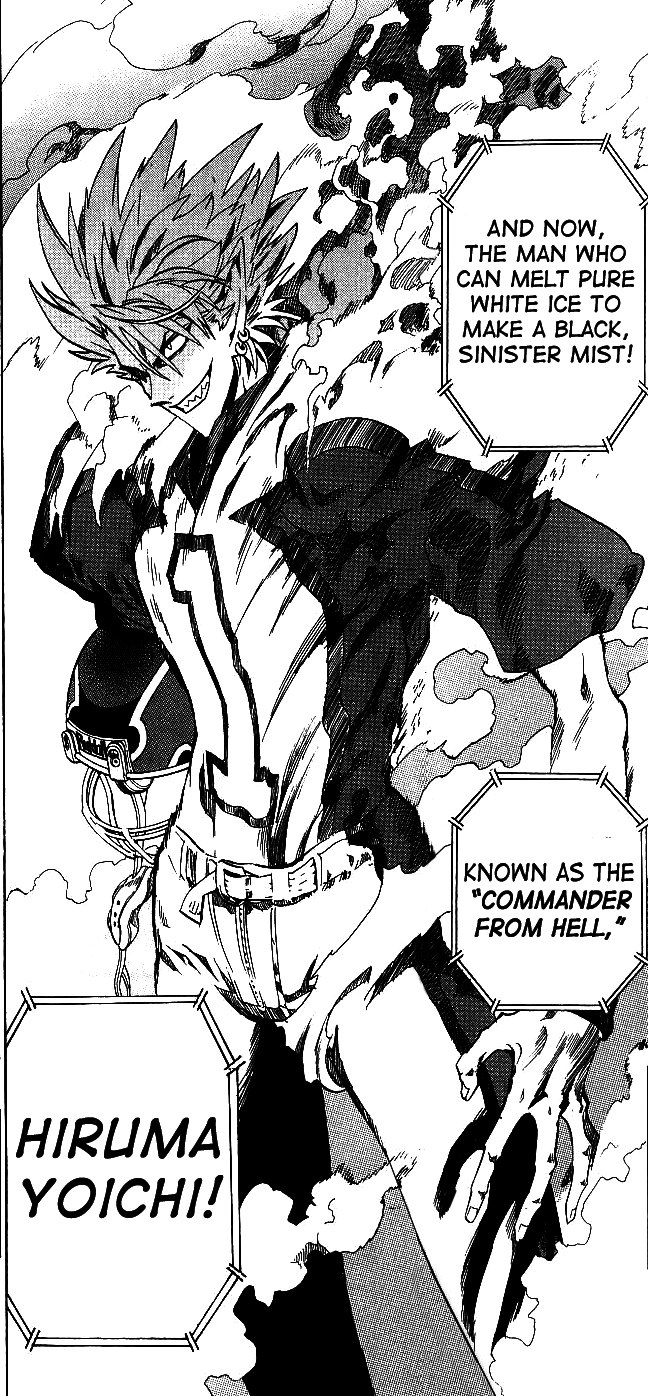 AND NOW,
THE MAN WHO
CAN MELT PURE
WHITE ICE TO
MAKE A BLACK,
SINISTER MIST!
1
KNOWN AS THE
"COMMANDER
FROM HELL,"
HIRUMA
YOICHI!